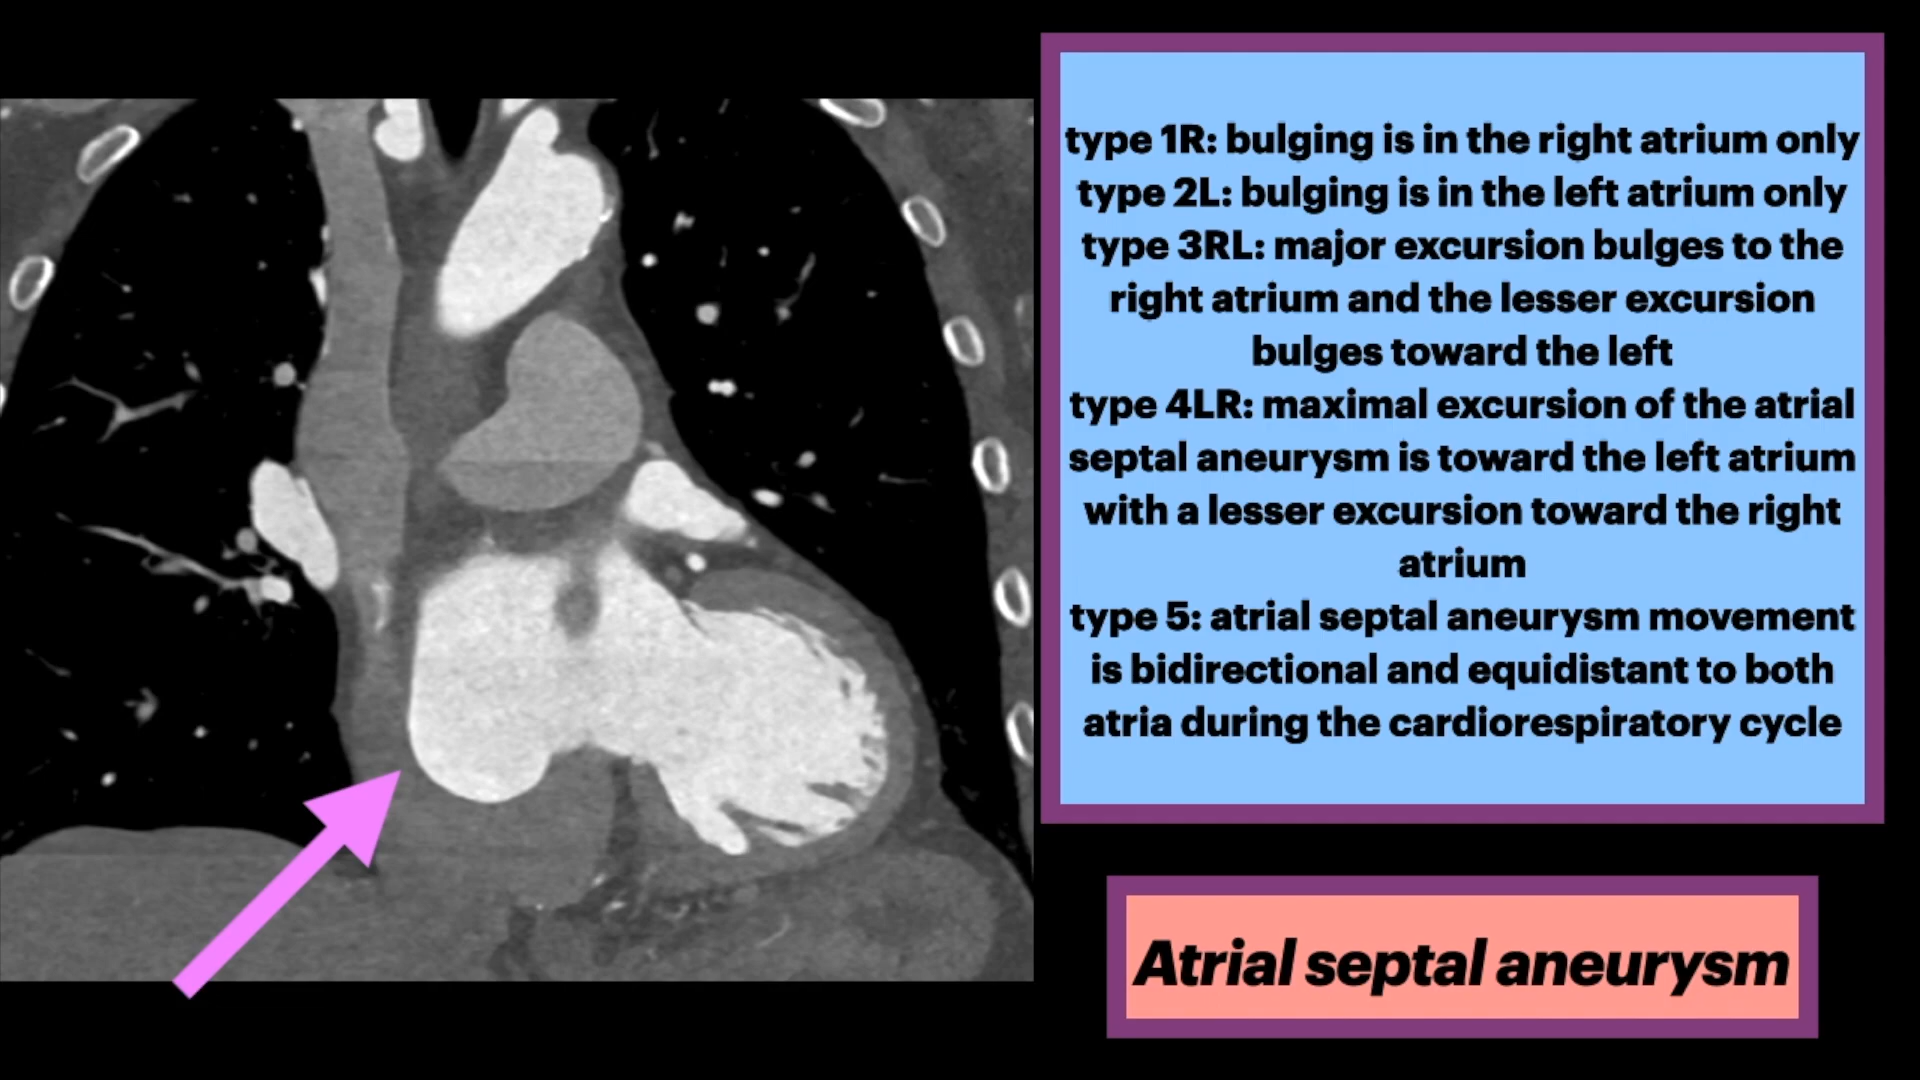 type 1R: bulging is in the right atrium only
type 2L: bulging is in the left atrium only
type 3RL: major excursion bulges to the
right atrium and the lesser excursion
bulges toward the left
type 4LR: maximal excursion of the atrial
septal aneurysm is toward the left atrium
with a lesser excursion toward the right
atrium
type 5: atrial septal aneurysm movement
is bidirectional and equidistant to both
atria during the cardiorespiratory cycle
Atrial septal aneurysm